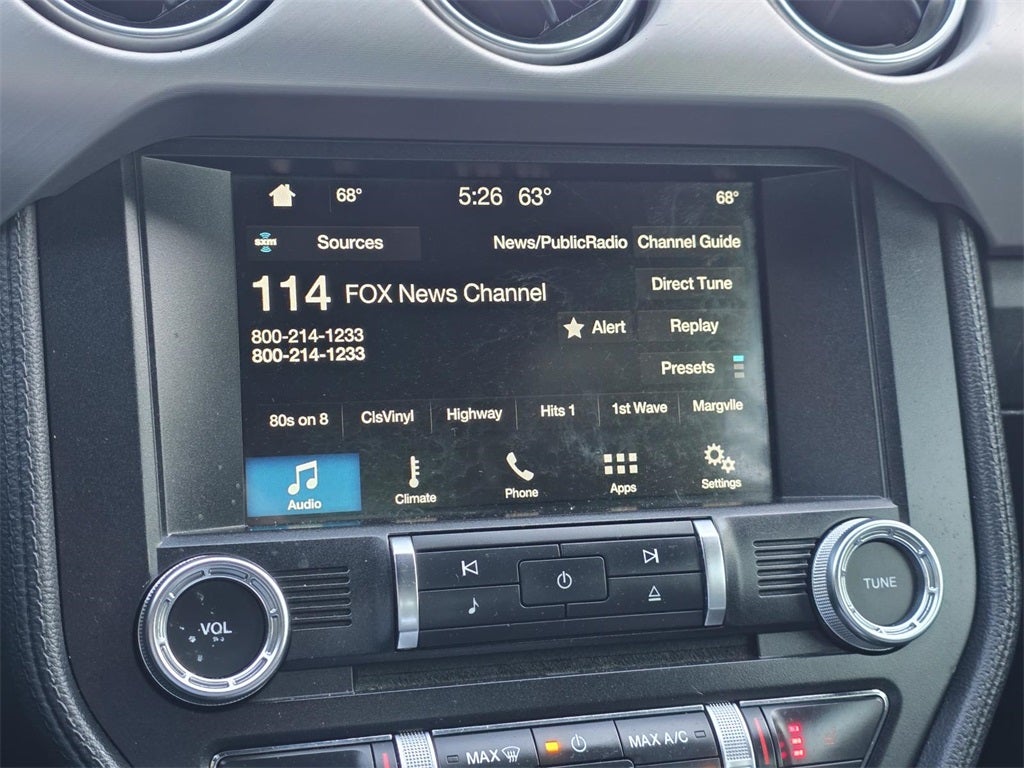 68° 5:26 63° 68°
sxm Sources News/PublicRadio Channel Guide
114 FOX News Channel Direct Tune
800-214-1233
800-214-1233
Alert Replay
Presets
80s on 8 ClsVinyl Highway Hits 1 1st Wave Margvlle
Audio Climate Phone Apps Settings
VOL TUNE
MAX MAX A/C